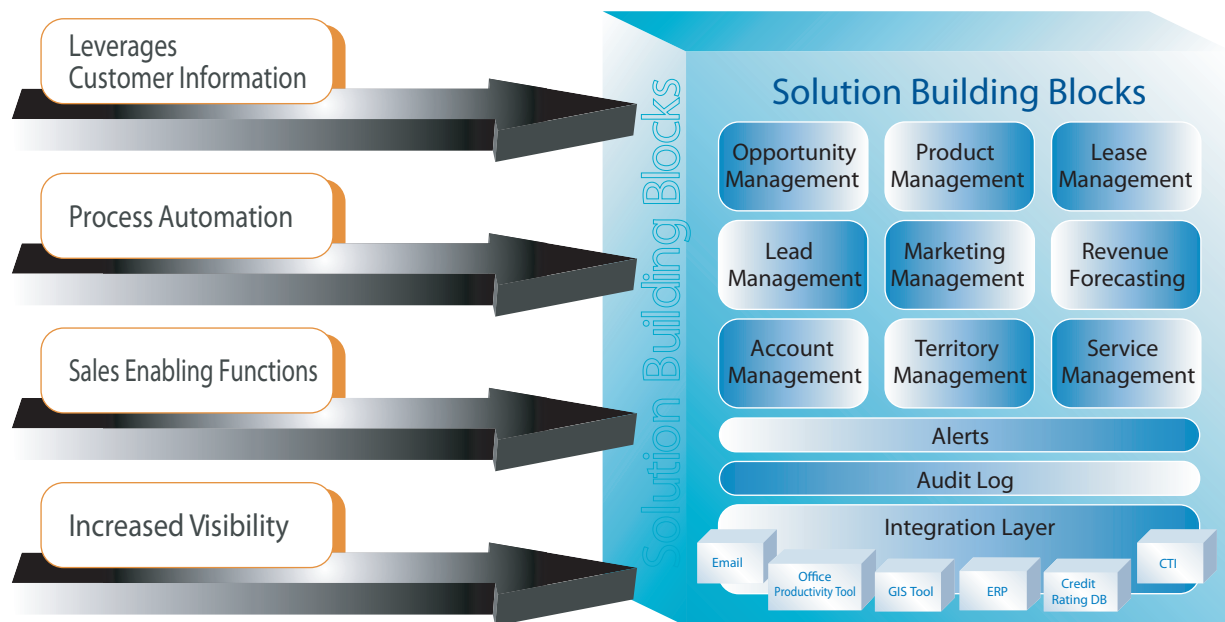 Leverages
Customer Information
Process Automation
Sales Enabling Functions
Increased Visibility
Solution Building Blocks
Solution Building Blocks
Opportunity
Management
Product
Management
Lease
Management
Lead
Management
Marketing
Management
Revenue
Forecasting
Account
Management
Territory
Management
Service
Management
Alerts
Audit Log
Integration Layer
Email
Office
Productivity Tool
GIS Tool
ERP
Credit
Rating DB
CTI